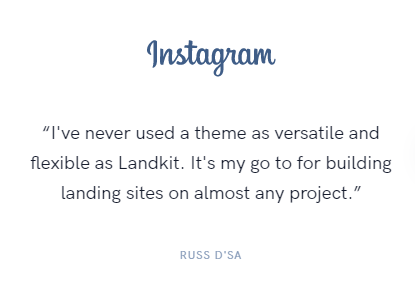 Instagram
“I've never used a theme as versatile and
flexible as Landkit. It's my go to for building
landing sites on almost any project.”
RUSS D'SA